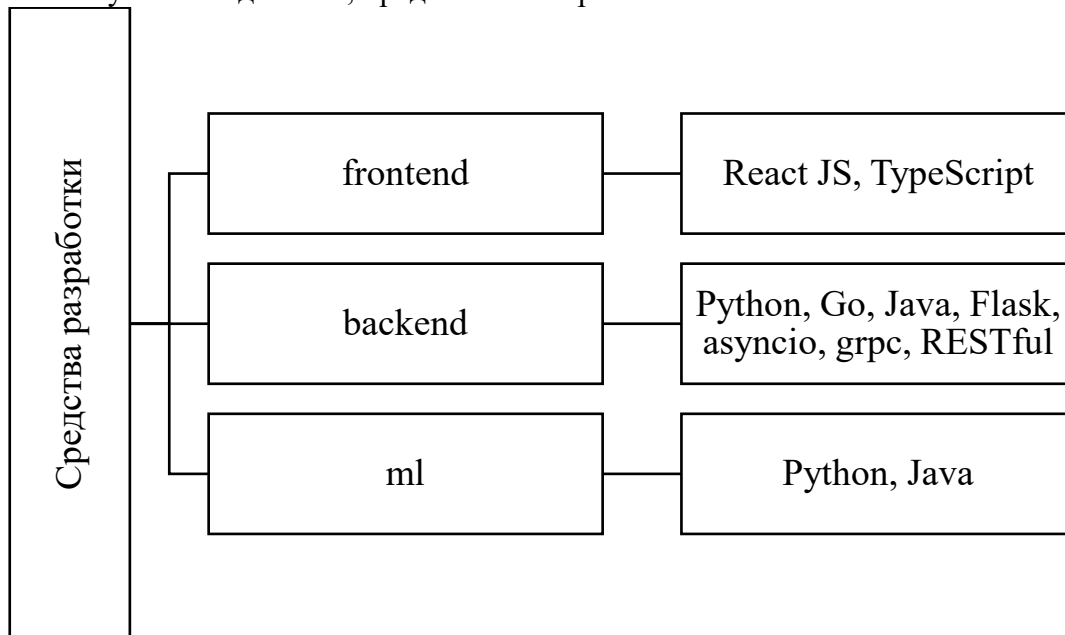 Средства разработки
frontend
React JS, TypeScript
backend
Python, Go, Java, Flask,
asyncio, grpc, RESTful
ml
Python, Java